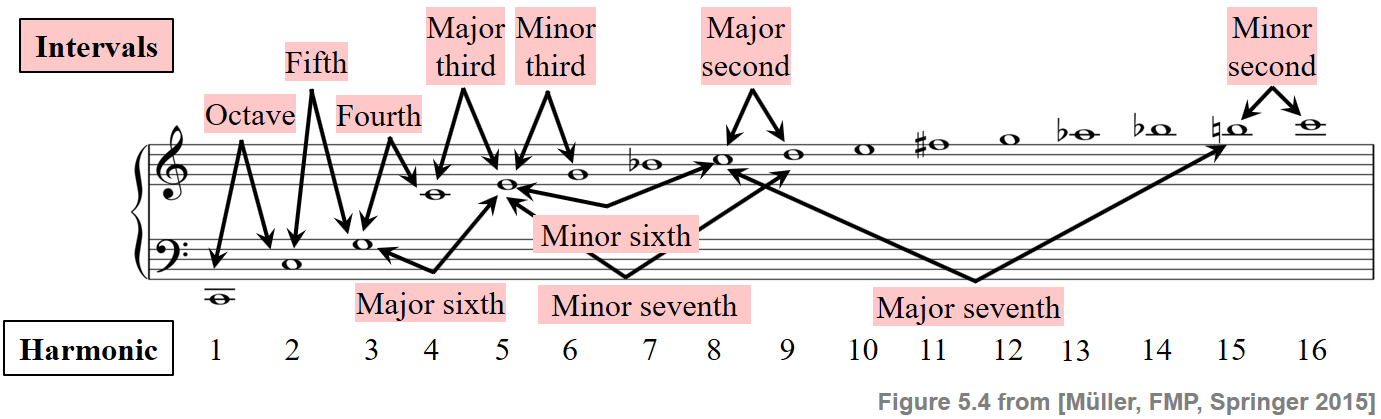 Intervals
Octave
Fifth
Fourth
Major
third
Minor
third
Major
second
Minor
second
Minor sixth
Major sixth
Minor seventh
Major seventh
Harmonic 1 2 3 4 5 6 7 8 9 10 11 12 13 14 15 16
Figure 5.4 from [Müller, FMP, Springer 2015]